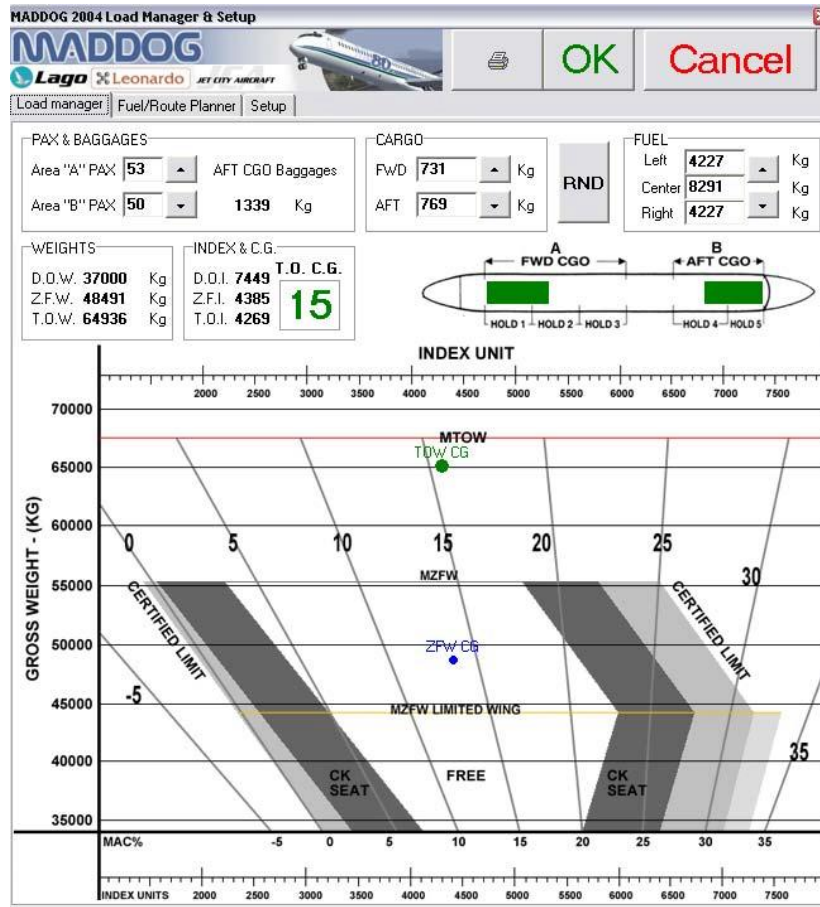 MADDOG 2004 Load Manager & Setup
MADDOG
Lago Leonardo JET CITY AIRCRAFT
80
OK
Cancel
Load manager
Fuel/Route Planner
Setup
PAX & BAGGAGES
Area "A" PAX 53
AFT CGO Baggages
Area "B" PAX 50
1339 Kg
CARGO
FWD 731 Kg
AFT 769 Kg
RND
FUEL
Left 4227 Kg
Center 8291 Kg
Right 4227 Kg
WEIGHTS
D.O.W. 37000 Kg
Z.F.W. 48491 Kg
T.O.W. 64936 Kg
INDEX & C.G.
D.O.I. 7449
Z.F.I. 4385
T.O.I. 4269
T.O. C.G.
15
A
FWD CGO
B
AFT CGO
HOLD 1
HOLD 2
HOLD 3
HOLD 4
HOLD 5
INDEX UNIT
2000 2500 3000 3500 4000 4500 5000 5500 6000 6500 7000 7500
GROSS WEIGHT - (KG)
70000
65000
60000
55000
50000
45000
40000
35000
MTOW
TOW CG
0 5 10 15 20 25
30
MZFW
CERTIFIED LIMIT
CERTIFIED LIMIT
ZFW CG
-5
MZFW LIMITED WING
35
CK SEAT
FREE
CK SEAT
MAC% -5 0 5 10 15 20 25 30 35
INDEX UNITS 2000 2500 3000 3500 4000 4500 5000 5500 6000 6500 7000 7500